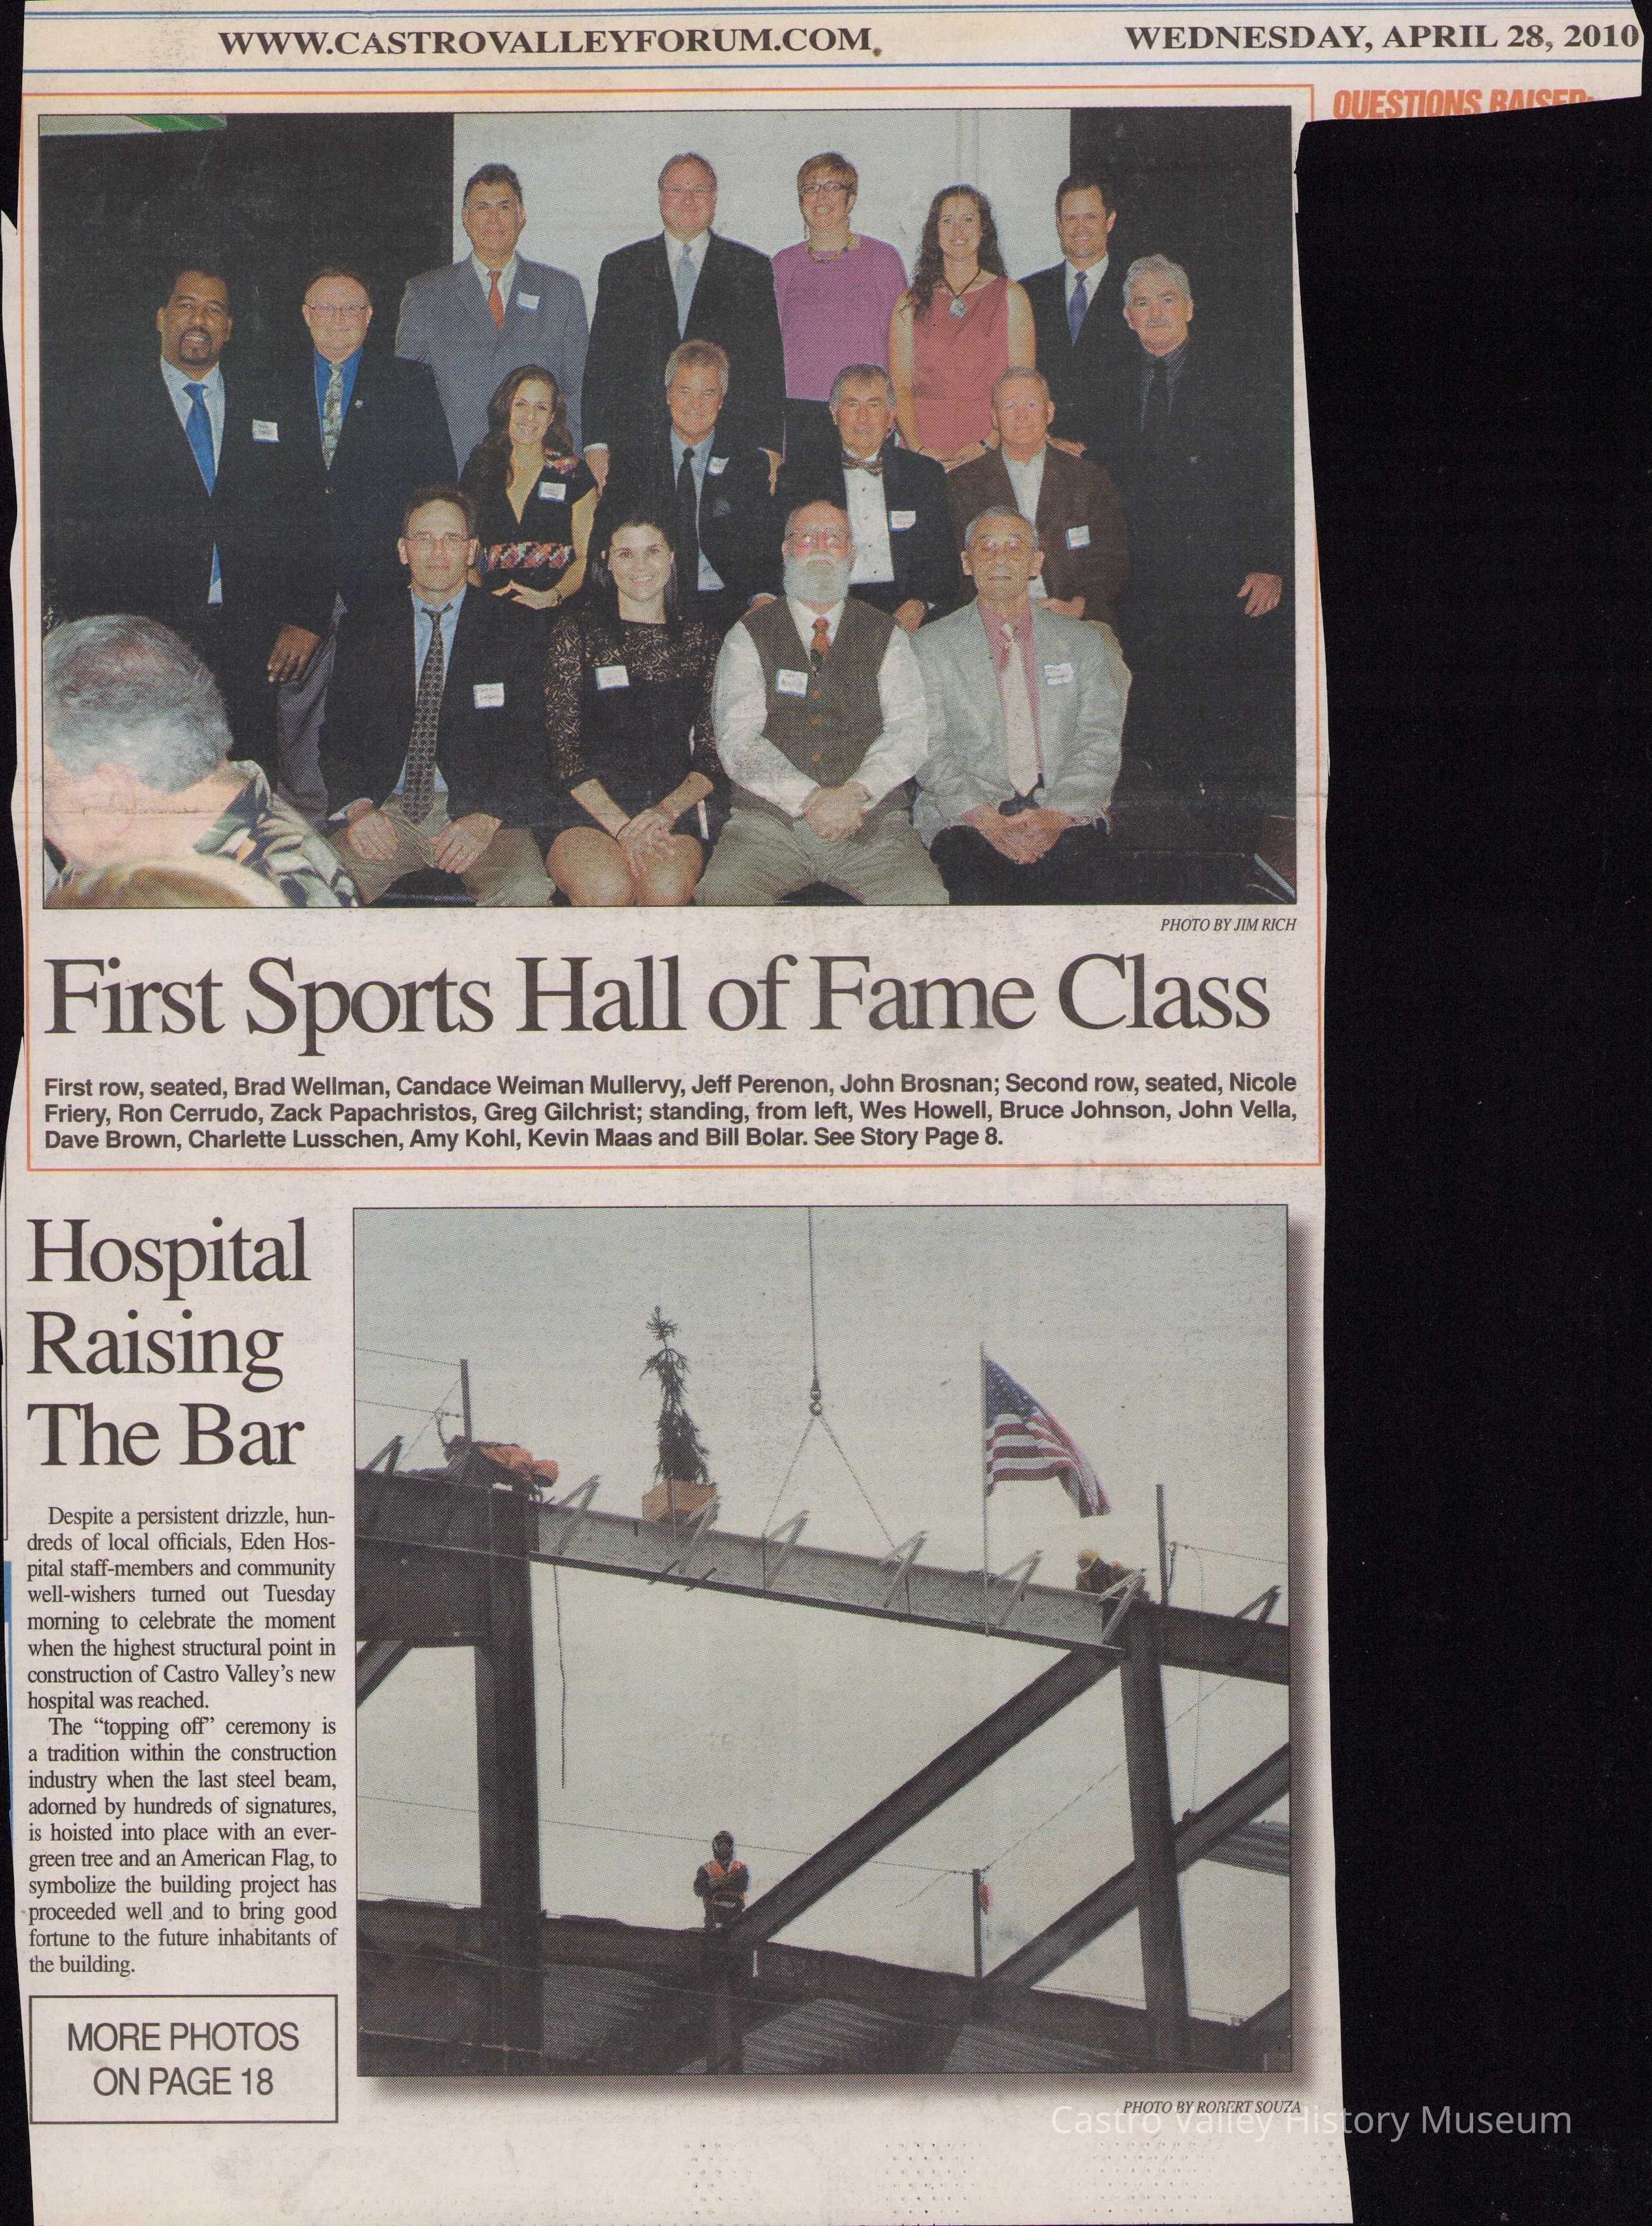 WWW.CASTROVALLEYFORUM.COM
WEDNESDAY, APRIL 28, 2010
QUESTIONS RAISED:
PHOTO BY JIM RICH
First Sports Hall of Fame Class
First row, seated, Brad Wellman, Candace Weiman Mullervy, Jeff Perenon, John Brosnan; Second row, seated, Nicole
Friery, Ron Cerrudo, Zack Papachristos, Greg Gilchrist; standing, from left, Wes Howell, Bruce Johnson, John Vella,
Dave Brown, Charlette Lusschen, Amy Kohl, Kevin Maas and Bill Bolar. See Story Page 8.
Hospital
Raising
The Bar
Despite a persistent drizzle, hun-
dreds of local officials, Eden Hos-
pital staff-members and community
well-wishers turned out Tuesday
morning to celebrate the moment
when the highest structural point in
construction of Castro Valley's new
hospital was reached.
The “topping off” ceremony is
a tradition within the construction
industry when the last steel beam,
adorned by hundreds of signatures,
is hoisted into place with an ever-
green tree and an American Flag, to
symbolize the building project has
proceeded well and to bring good
fortune to the future inhabitants of
the building.
MORE PHOTOS
ON PAGE 18
PHOTO BY ROBERT SOUZA
Castro Valley History Museum